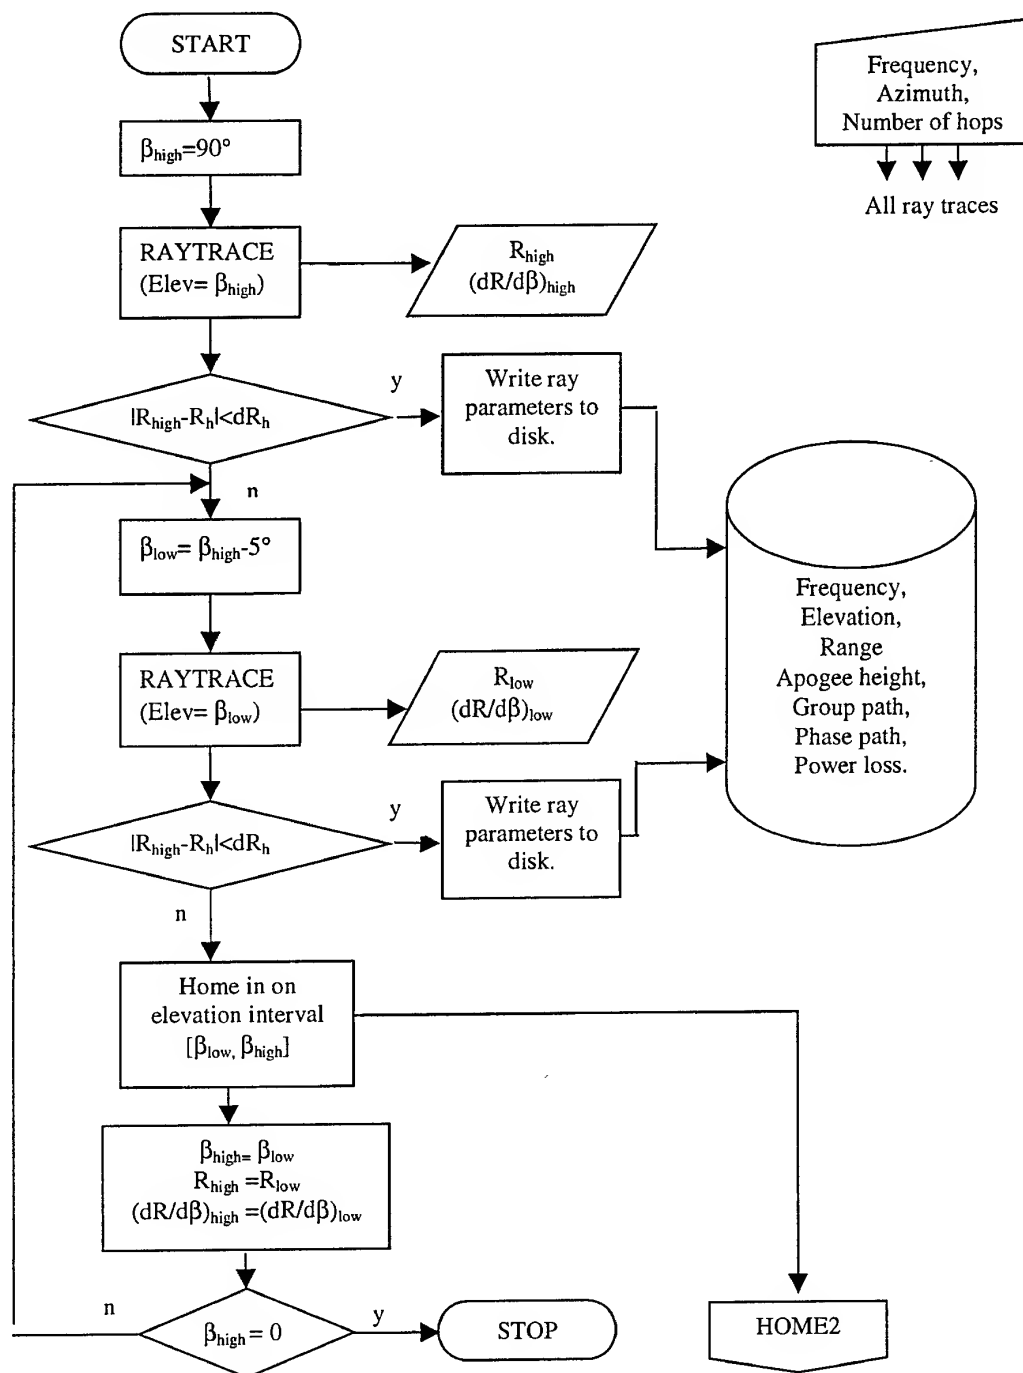 START
Frequency,
Azimuth,
Number of hops
All ray traces
βhigh=90°
RAYTRACE
(Elev= βhigh)
Rhigh
(dR/dβ)high
|Rhigh-Rh|<dRh
y
Write ray
parameters to
disk.
n
βlow= βhigh-5°
RAYTRACE
(Elev= βlow)
Rlow
(dR/dβ)low
Frequency,
Elevation,
Range
Apogee height,
Group path,
Phase path,
Power loss.
|Rhigh-Rh|<dRh
y
Write ray
parameters to
disk.
n
Home in on
elevation interval
[βlow, βhigh]
βhigh= βlow
Rhigh =Rlow
(dR/dβ)high =(dR/dβ)low
n
βhigh = 0
y
STOP
HOME2